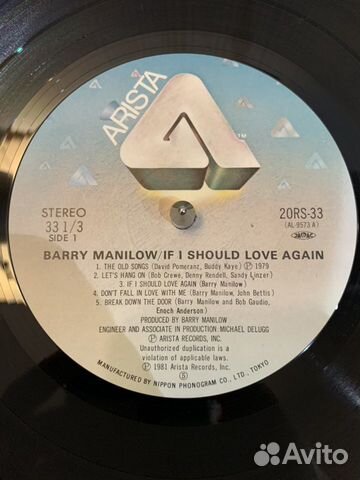 ARISTA
TM
STEREO
33 1/3
SIDE 1
20RS-33
(AL-9573 A)
BARRY MANILOW/IF I SHOULD LOVE AGAIN
1. THE OLD SONGS (David Pomeranz, Buddy Kaye) Ⓟ 1979
2. LET'S HANG ON (Bob Crewe, Denny Rendell, Sandy Linzer)
3. IF I SHOULD LOVE AGAIN (Barry Manilow)
4. DON'T FALL IN LOVE WITH ME (Barry Manilow, John Bettis)
5. BREAK DOWN THE DOOR (Barry Manilow and Bob Gaudio,
Enoch Anderson)
PRODUCED BY BARRY MANILOW
ENGINEER AND ASSOCIATE IN PRODUCTION: MICHAEL DELUGG
Ⓟ ARISTA RECORDS, INC.
Unauthorized duplication is a
violation of applicable laws.
Ⓟ 1981 Arista Records, Inc.
MANUFACTURED BY NIPPON PHONOGRAM CO., LTD., TOKYO
Avito